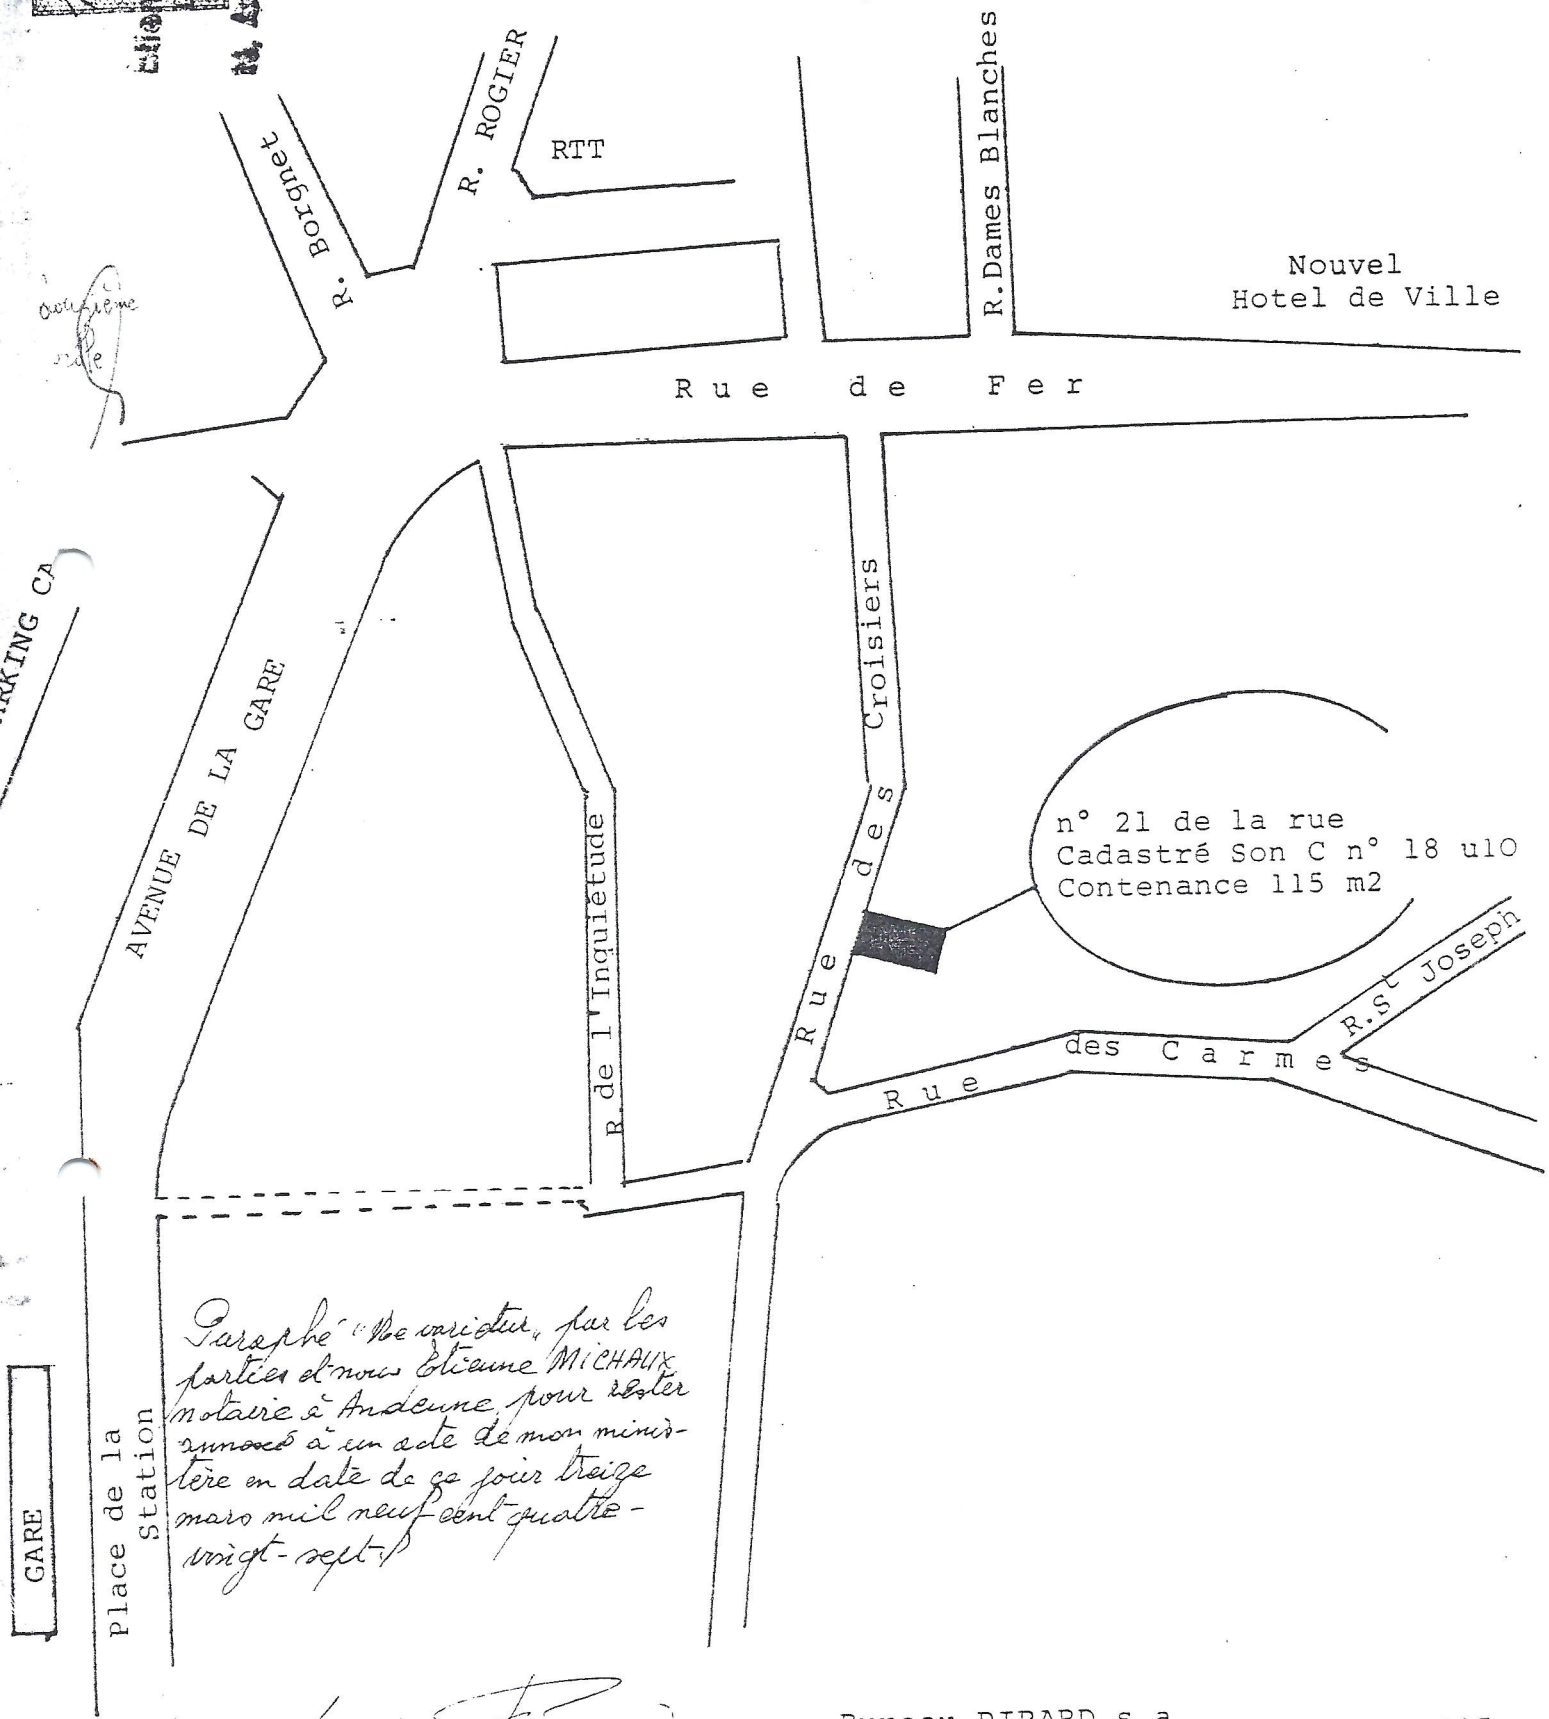 R. Borgnet
R. ROGIER
RTT
R.Dames Blanches
Nouvel
Hotel de Ville
Rue de Fer
AVENUE DE LA GARE
Rue des Croisiers
R. de l'Inquiétude
n° 21 de la rue
Cadastré Son C n° 18 u10
Contenance 115 m2
R.St Joseph
Rue des Carmes
GARE
Place de la
Station
Paraphé "Ne varietur" par les
parties et nous Etienne MICHAUX
notaire à Andenne, pour rester
annexé à un acte de mon minis-
tère en date de ce jour treize
mars mil neuf cent quatre-
vingt-sept.